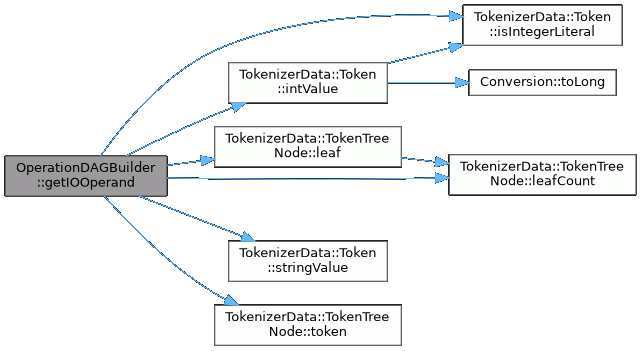 OperationDAGBuilder
::getIOOperand
TokenizerData::Token
::isIntegerLiteral
TokenizerData::Token
::intValue
Conversion::toLong
TokenizerData::TokenTree
Node::leaf
TokenizerData::TokenTree
Node::leafCount
TokenizerData::Token
::stringValue
TokenizerData::TokenTree
Node::token